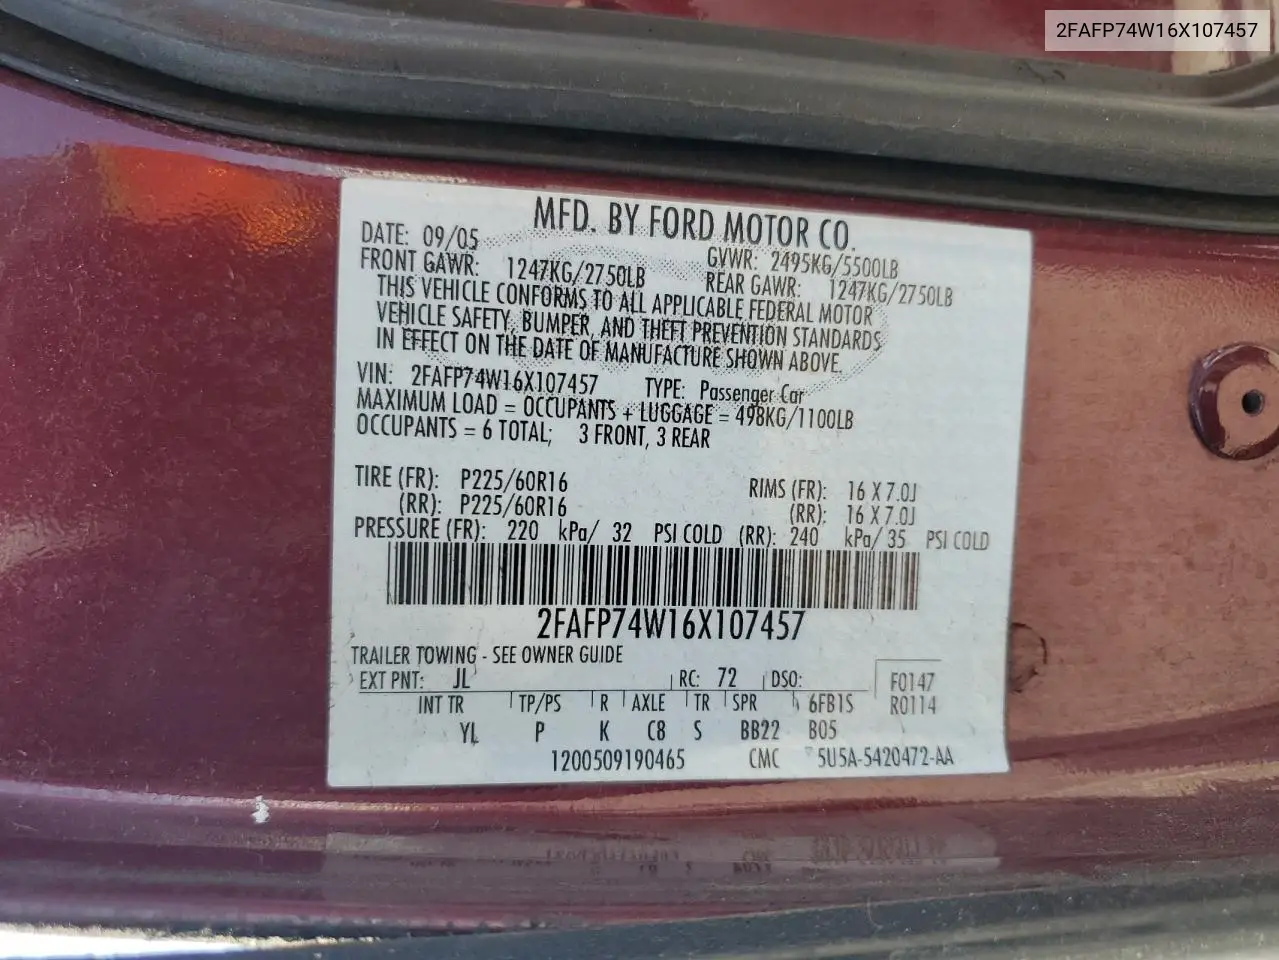 2FAFP74W16X107457
MFD. BY FORD MOTOR CO.
DATE: 09/05 GVWR: 2495KG/5500LB
FRONT GAWR: 1247KG/2750LB REAR GAWR: 1247KG/2750LB
THIS VEHICLE CONFORMS TO ALL APPLICABLE FEDERAL MOTOR
VEHICLE SAFETY, BUMPER, AND THEFT PREVENTION STANDARDS
IN EFFECT ON THE DATE OF MANUFACTURE SHOWN ABOVE.
VIN: 2FAFP74W16X107457 TYPE: Passenger Car
MAXIMUM LOAD = OCCUPANTS + LUGGAGE = 498KG/1100LB
OCCUPANTS = 6 TOTAL; 3 FRONT, 3 REAR
TIRE (FR): P225/60R16 RIMS (FR): 16 X 7.0J
(RR): P225/60R16 (RR): 16 X 7.0J
PRESSURE (FR): 220 kPa/ 32 PSI COLD (RR): 240 kPa/ 35 PSI COLD
2FAFP74W16X107457
TRAILER TOWING - SEE OWNER GUIDE
EXT PNT: JL RC: 72 DSO: F0147
INT TR TP/PS R AXLE TR SPR 6FB1S R0114
YL P K C8 S BB22 B05
1200509190465 CMC 5U5A-5420472-AA